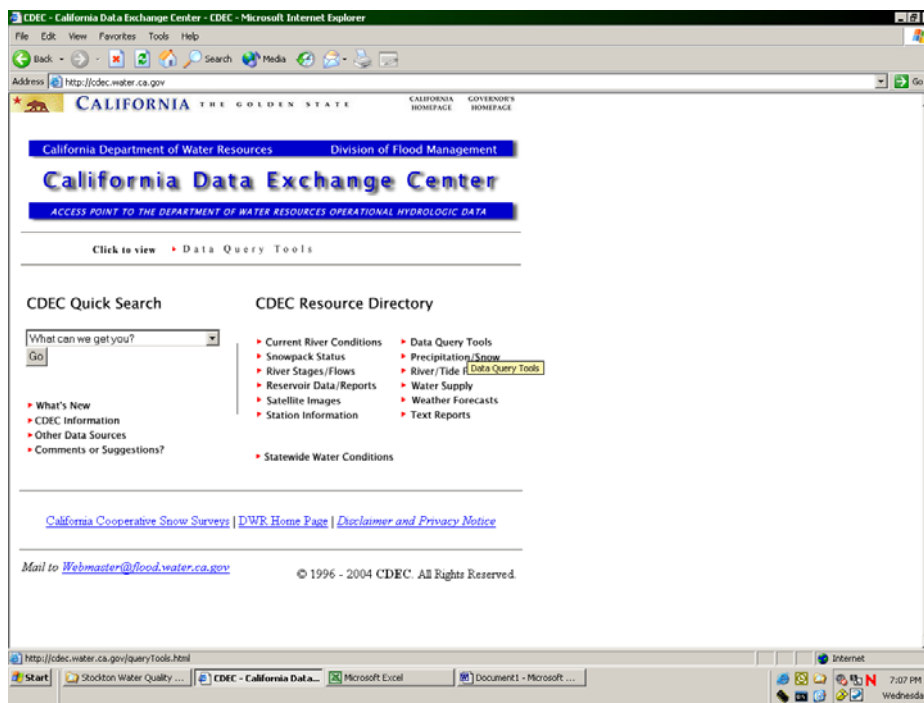 CDEC - California Data Exchange Center - CDEC - Microsoft Internet Explorer
File Edit View Favorites Tools Help
Back Search Media
Address http://cdec.water.ca.gov Go
CALIFORNIA THE GOLDEN STATE CALIFORNIA HOMEPAGE GOVERNOR'S HOMEPAGE
California Department of Water Resources Division of Flood Management
California Data Exchange Center
ACCESS POINT TO THE DEPARTMENT OF WATER RESOURCES OPERATIONAL HYDROLOGIC DATA
Click to view Data Query Tools
CDEC Quick Search
What can we get you?
Go
What's New
CDEC Information
Other Data Sources
Comments or Suggestions?
CDEC Resource Directory
Current River Conditions Data Query Tools
Snowpack Status Precipitation/Snow
River Stages/Flows River/Tide Data Query Tools
Reservoir Data/Reports Water Supply
Satellite Images Weather Forecasts
Station Information Text Reports
Statewide Water Conditions
California Cooperative Snow Surveys | DWR Home Page | Disclaimer and Privacy Notice
Mail to Webmaster@flood.water.ca.gov © 1996 - 2004 CDEC. All Rights Reserved.
http://cdec.water.ca.gov/queryTools.html Internet
Start Stockton Water Quality ... CDEC - California Data... Microsoft Excel Document1 - Microsoft ... 7:07 PM
Wednesda